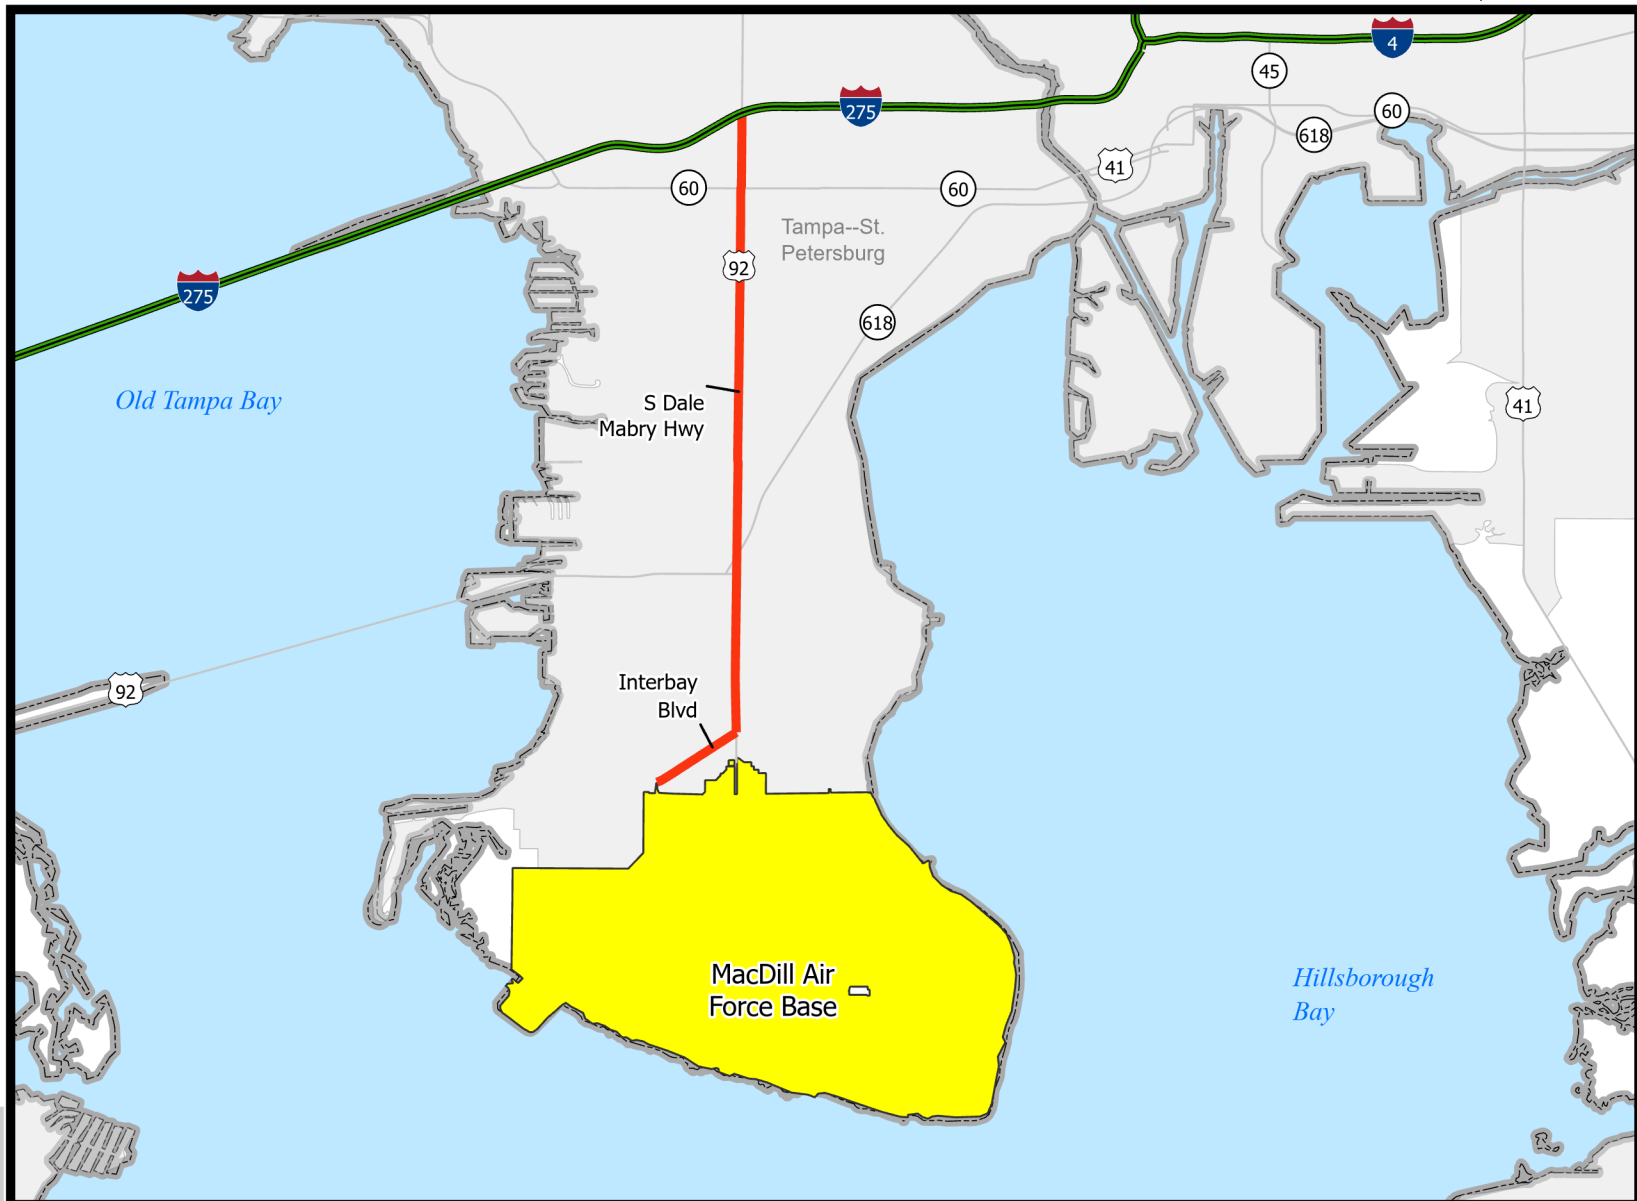 4
45
275
60
618
41
60
60
Tampa--St.
Petersburg
92
275
618
Old Tampa Bay
S Dale
Mabry Hwy
41
Interbay
Blvd
92
MacDill Air
Force Base
Hillsborough
Bay